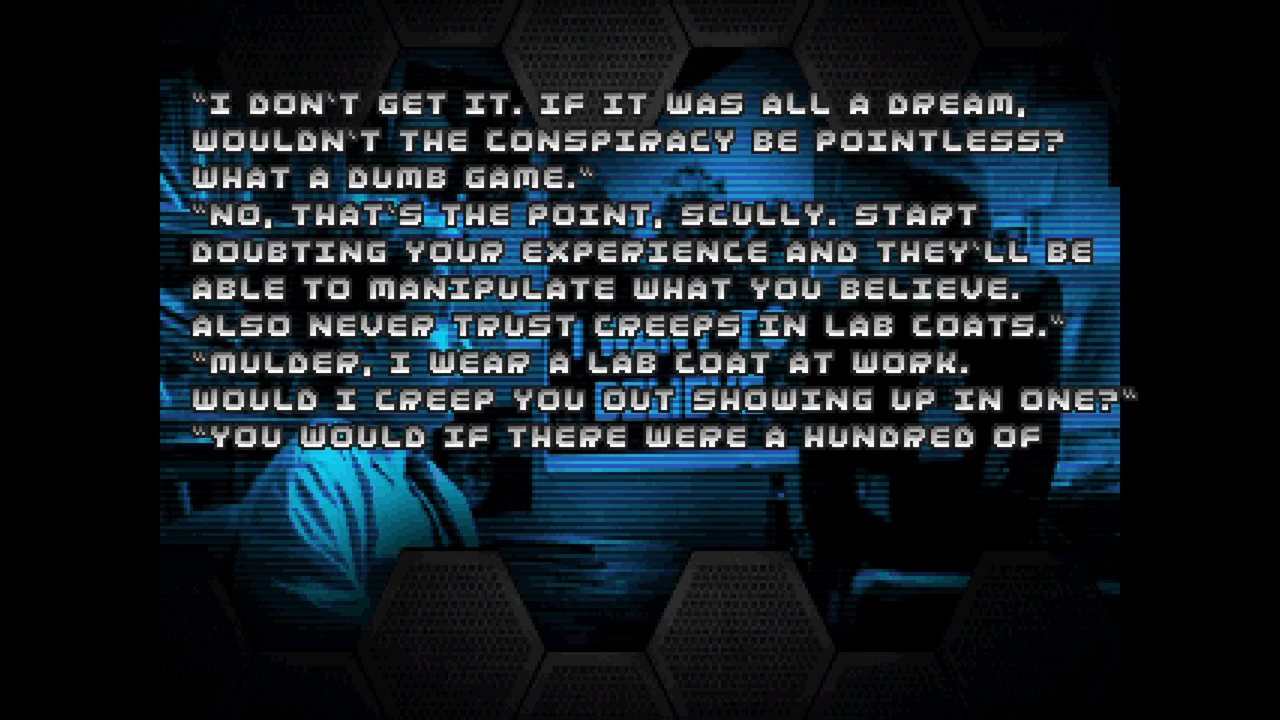 "I DON'T GET IT. IF IT WAS ALL A DREAM,
WOULDN'T THE CONSPIRACY BE POINTLESS?
WHAT A DUMB GAME."
"NO, THAT'S THE POINT, SCULLY. START
DOUBTING YOUR EXPERIENCE AND THEY'LL BE
ABLE TO MANIPULATE WHAT YOU BELIEVE.
ALSO NEVER TRUST CREEPS IN LAB COATS."
"MULDER, I WEAR A LAB COAT AT WORK.
WOULD I CREEP YOU OUT SHOWING UP IN ONE?"
"YOU WOULD IF THERE WERE A HUNDRED OF